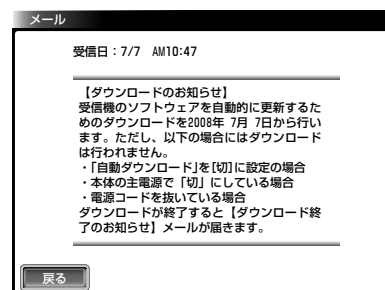 メール
受信日：7/7 AM10:47
【ダウンロードのお知らせ】
受信機のソフトウェアを自動的に更新するた
めのダウンロードを2008年 7月 7日から行い
ます。ただし、以下の場合にはダウンロード
は行われません。
・「自動ダウンロード」を[切]に設定の場合
・本体の主電源で「切」にしている場合
・電源コードを抜いている場合
ダウンロードが終了すると【ダウンロード終
了のお知らせ】メールが届きます。
戻る